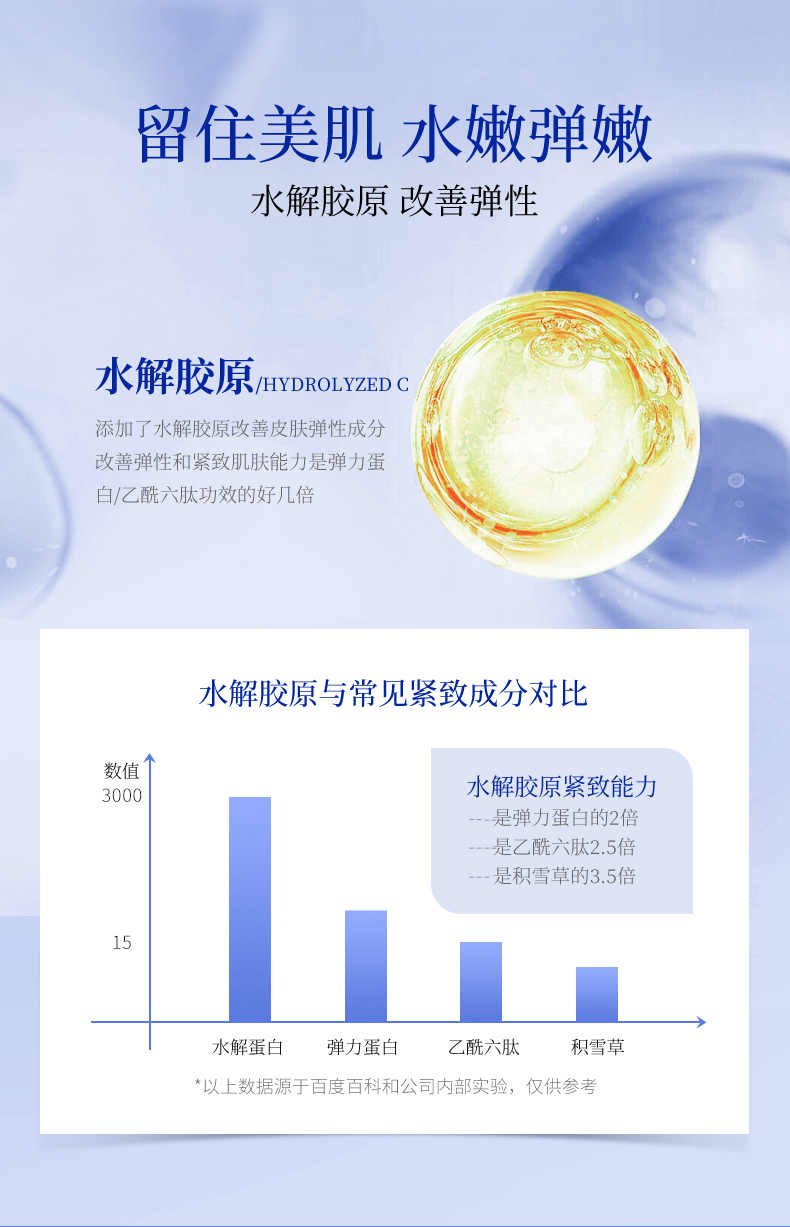 留住美肌 水嫩弹嫩
水解胶原 改善弹性
水解胶原/HYDROLYZED C
添加了水解胶原改善皮肤弹性成分
改善弹性和紧致肌肤能力是弹力蛋
白/乙酰六肽功效的好几倍
水解胶原与常见紧致成分对比
数值
3000
15
水解胶原紧致能力
---是弹力蛋白的2倍
---是乙酰六肽2.5倍
---是积雪草的3.5倍
水解蛋白 弹力蛋白 乙酰六肽 积雪草
*以上数据源于百度百科和公司内部实验，仅供参考